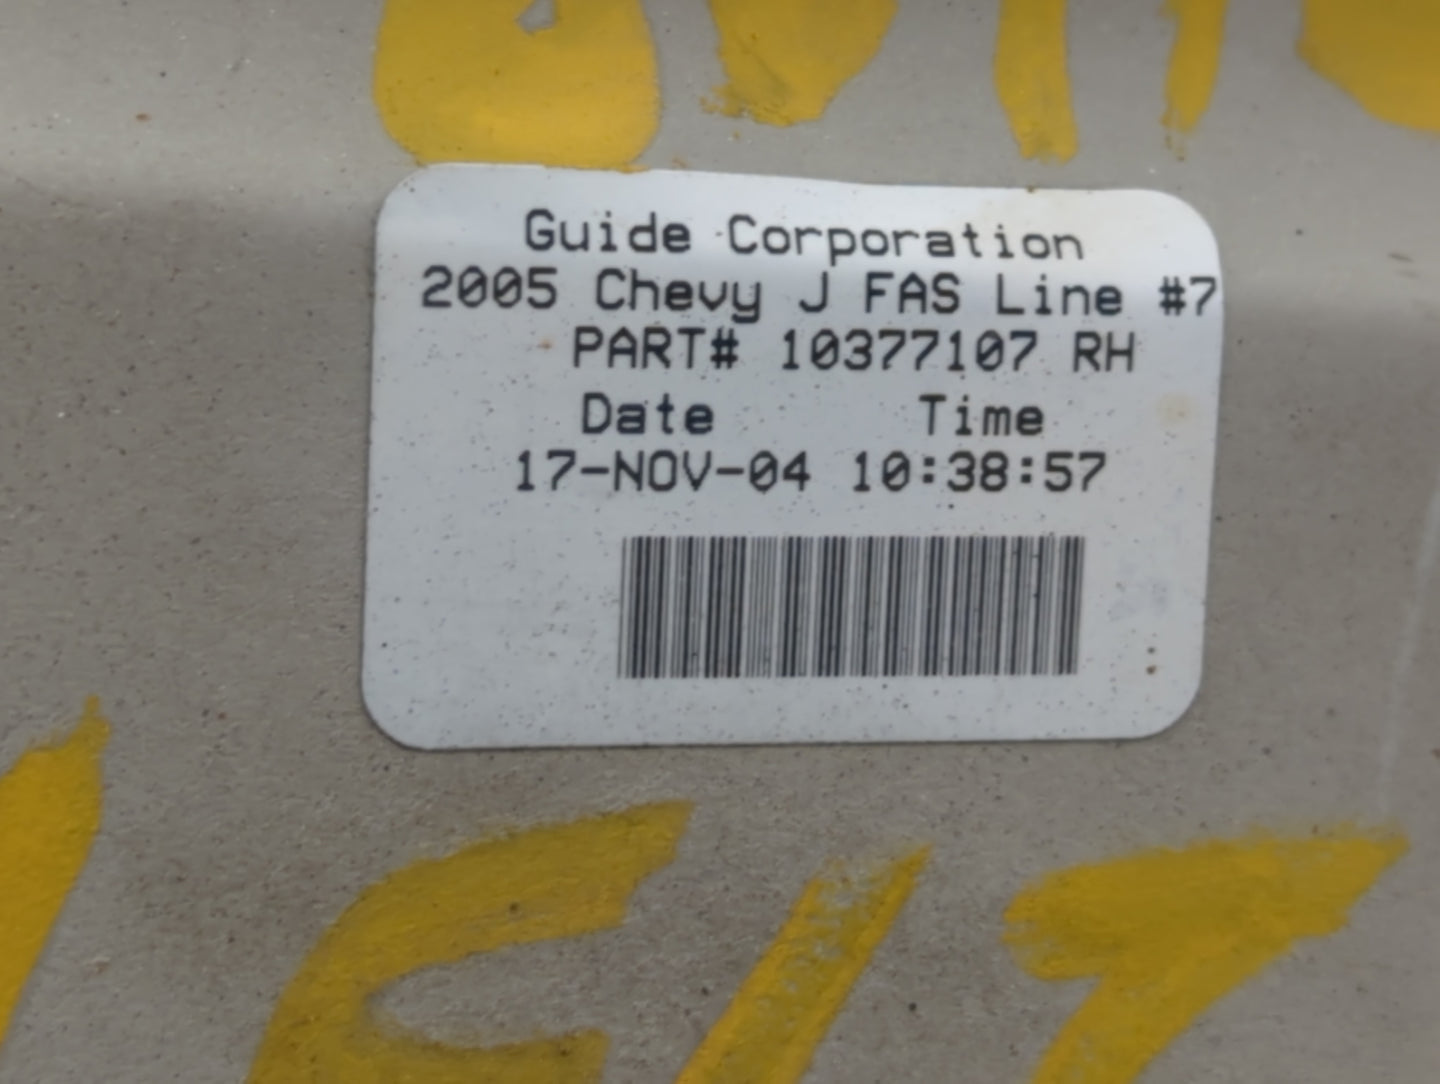 Guide Corporation
2005 Chevy J FAS Line #7
PART# 10377107 RH
Date Time
17-NOV-04 10:38:57